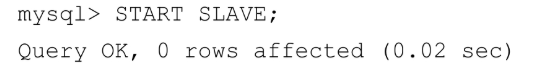 mysql> START SLAVE;
Query OK, 0 rows affected (0.02 sec)